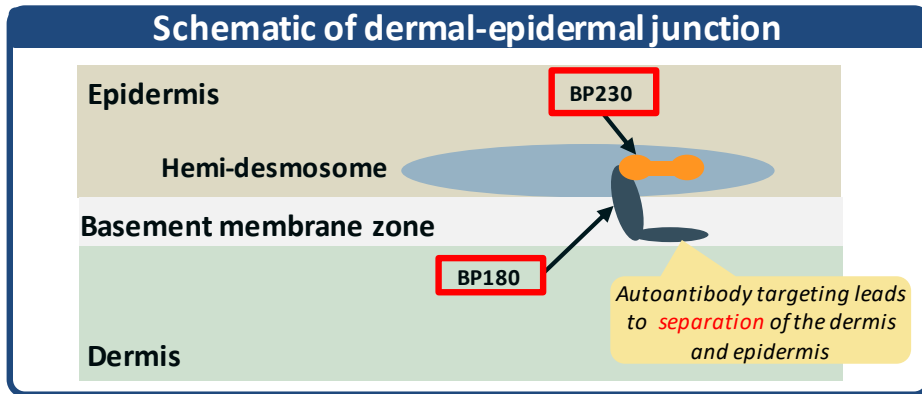 Schematic of dermal-epidermal junction
Epidermis
BP230
Hemi-desmosome
Basement membrane zone
BP180
Autoantibody targeting leads
to separation of the dermis
and epidermis
Dermis